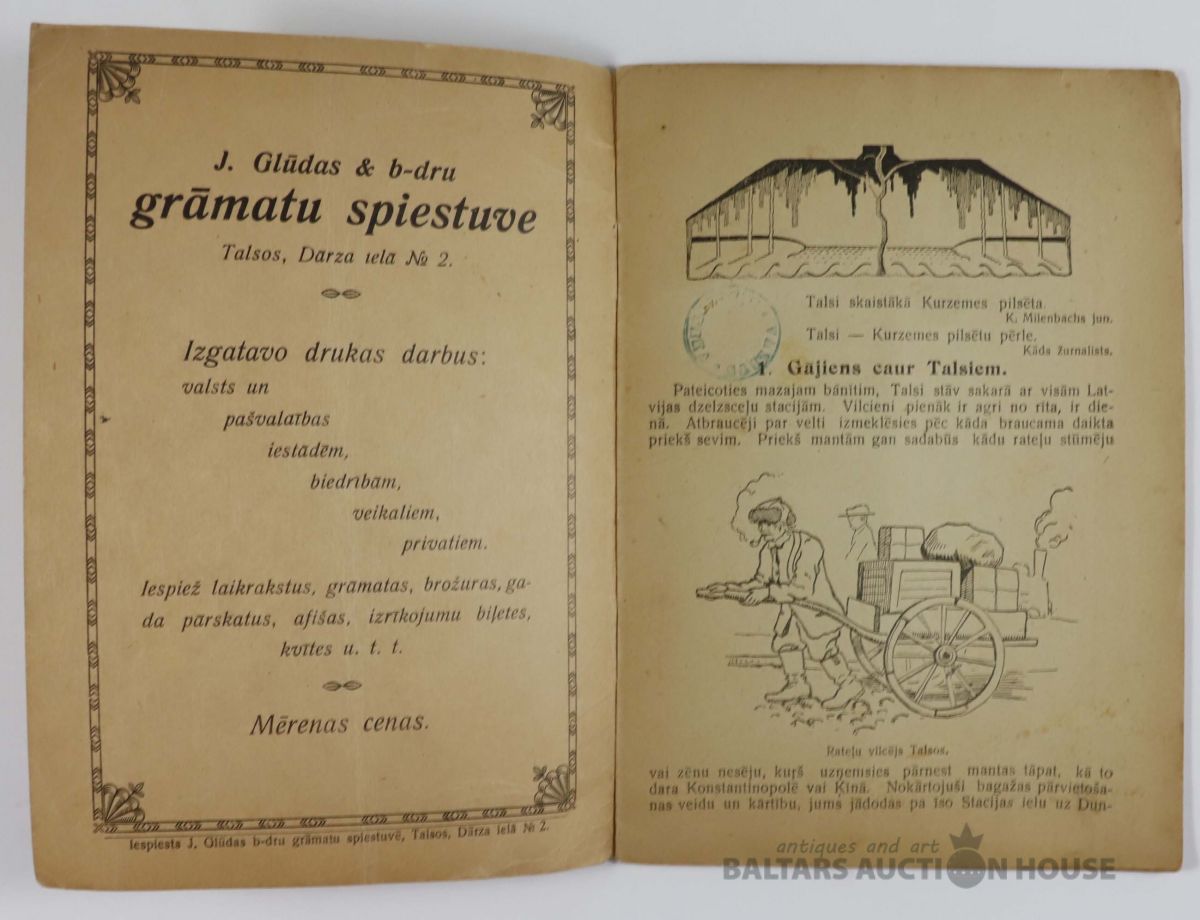 J. Glūdas & b-dru
grāmatu spiestuve
Talsos, Dārza ielā № 2.
Izgatavo drukas darbus:
valsts un
pašvalatbas
iestādēm,
biedrībām,
veikaliem,
privatiem.
Iespiež laikrakstus, grāmatas, brožuras, ga-
da pārskatus, afišas, izrīkojumu biļetes,
kvītes u. t. t.
Mērenas cenas.
Iespiests J. Glūdas b-dru grāmatu spiestuvē, Talsos, Dārza ielā № 2.
Talsi skaistākā Kurzemes pilsēta.
K. Milenbachs jun.
Talsi — Kurzemes pilsētu pērle.
Kāds žurnalists.
1. Gājiens caur Talsiem.
Pateicoties mazajam bānītim, Talsi stāv sakarā ar visām Lat-
vijas dzelzsceļu stacijām. Vilcieni pienāk ir agri no rīta, ir die-
nā. Atbraucēji par velti izmeklēsies pēc kāda braucama daikta
priekš sevim. Priekš mantām gan sadabūs kādu rateļu stūmēju
Rateļu vilcējs Talsos.
vai zēnu nesēju, kuŗš uzņemsies pārnest mantas tāpat, kā to
dara Konstantinopolē vai Ķīnā. Nokārtojuši bagažas pārvietoša-
nas veidu un kārtību, jums jādodas pa īso Stacijas ielu uz Dun-
antiques and art
BALTARS AUCTION HOUSE